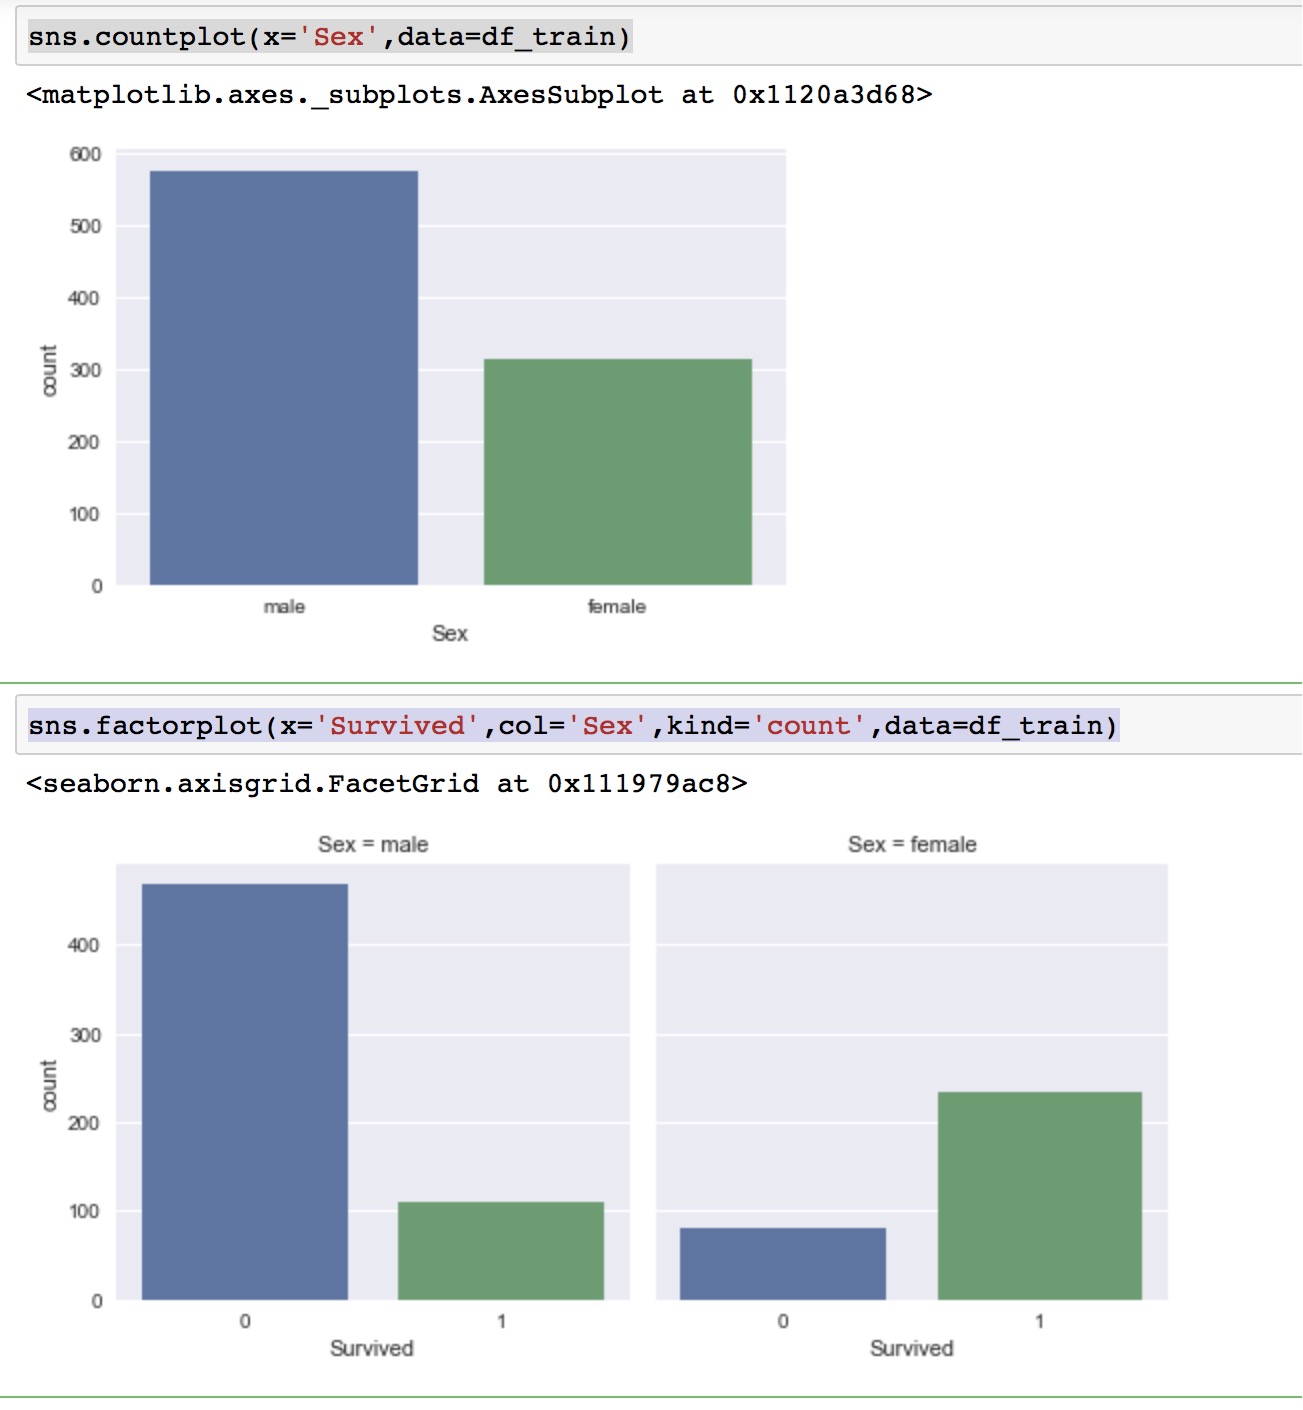 sns.countplot(x='Sex',data=df_train)
<matplotlib.axes._subplots.AxesSubplot at 0x1120a3d68>
600
500
400
300
200
100
0
count
male female
Sex
sns.factorplot(x='Survived',col='Sex',kind='count',data=df_train)
<seaborn.axisgrid.FacetGrid at 0x111979ac8>
Sex = male Sex = female
400
300
200
100
0
count
0 1 0 1
Survived Survived